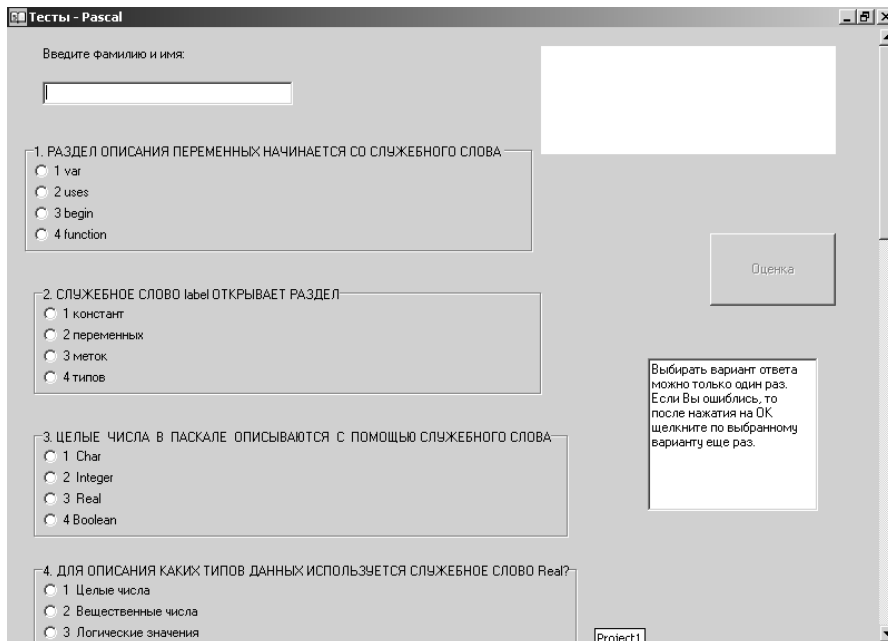 Тесты - Pascal
Введите фамилию и имя:
1. РАЗДЕЛ ОПИСАНИЯ ПЕРЕМЕННЫХ НАЧИНАЕТСЯ СО СЛУЖЕБНОГО СЛОВА
1 var
2 uses
3 begin
4 function
Оценка
2. СЛУЖЕБНОЕ СЛОВО label ОТКРЫВАЕТ РАЗДЕЛ
1 констант
2 переменных
3 меток
4 типов
Выбирать вариант ответа
можно только один раз.
Если Вы ошиблись, то
после нажатия на ОК
щелкните по выбранному
варианту еще раз.
3. ЦЕЛЫЕ ЧИСЛА В ПАСКАЛЕ ОПИСЫВАЮТСЯ С ПОМОЩЬЮ СЛУЖЕБНОГО СЛОВА
1 Char
2 Integer
3 Real
4 Boolean
4. ДЛЯ ОПИСАНИЯ КАКИХ ТИПОВ ДАННЫХ ИСПОЛЬЗУЕТСЯ СЛУЖЕБНОЕ СЛОВО Real?
1 Целые числа
2 Вещественные числа
3 Логические значения
Project1